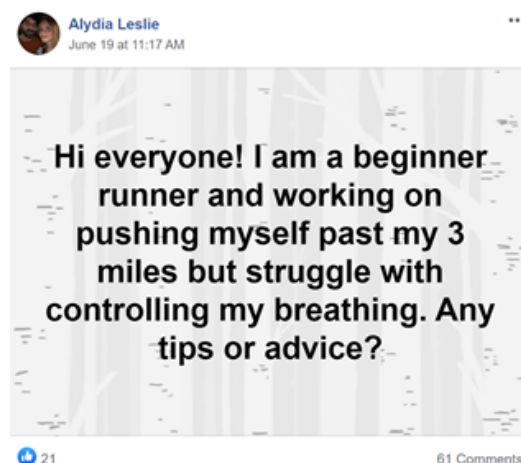 Alydia Leslie
June 19 at 11:17 AM
Hi everyone! I am a beginner
runner and working on
pushing myself past my 3
miles but struggle with
controlling my breathing. Any
tips or advice?
21
61 Comments